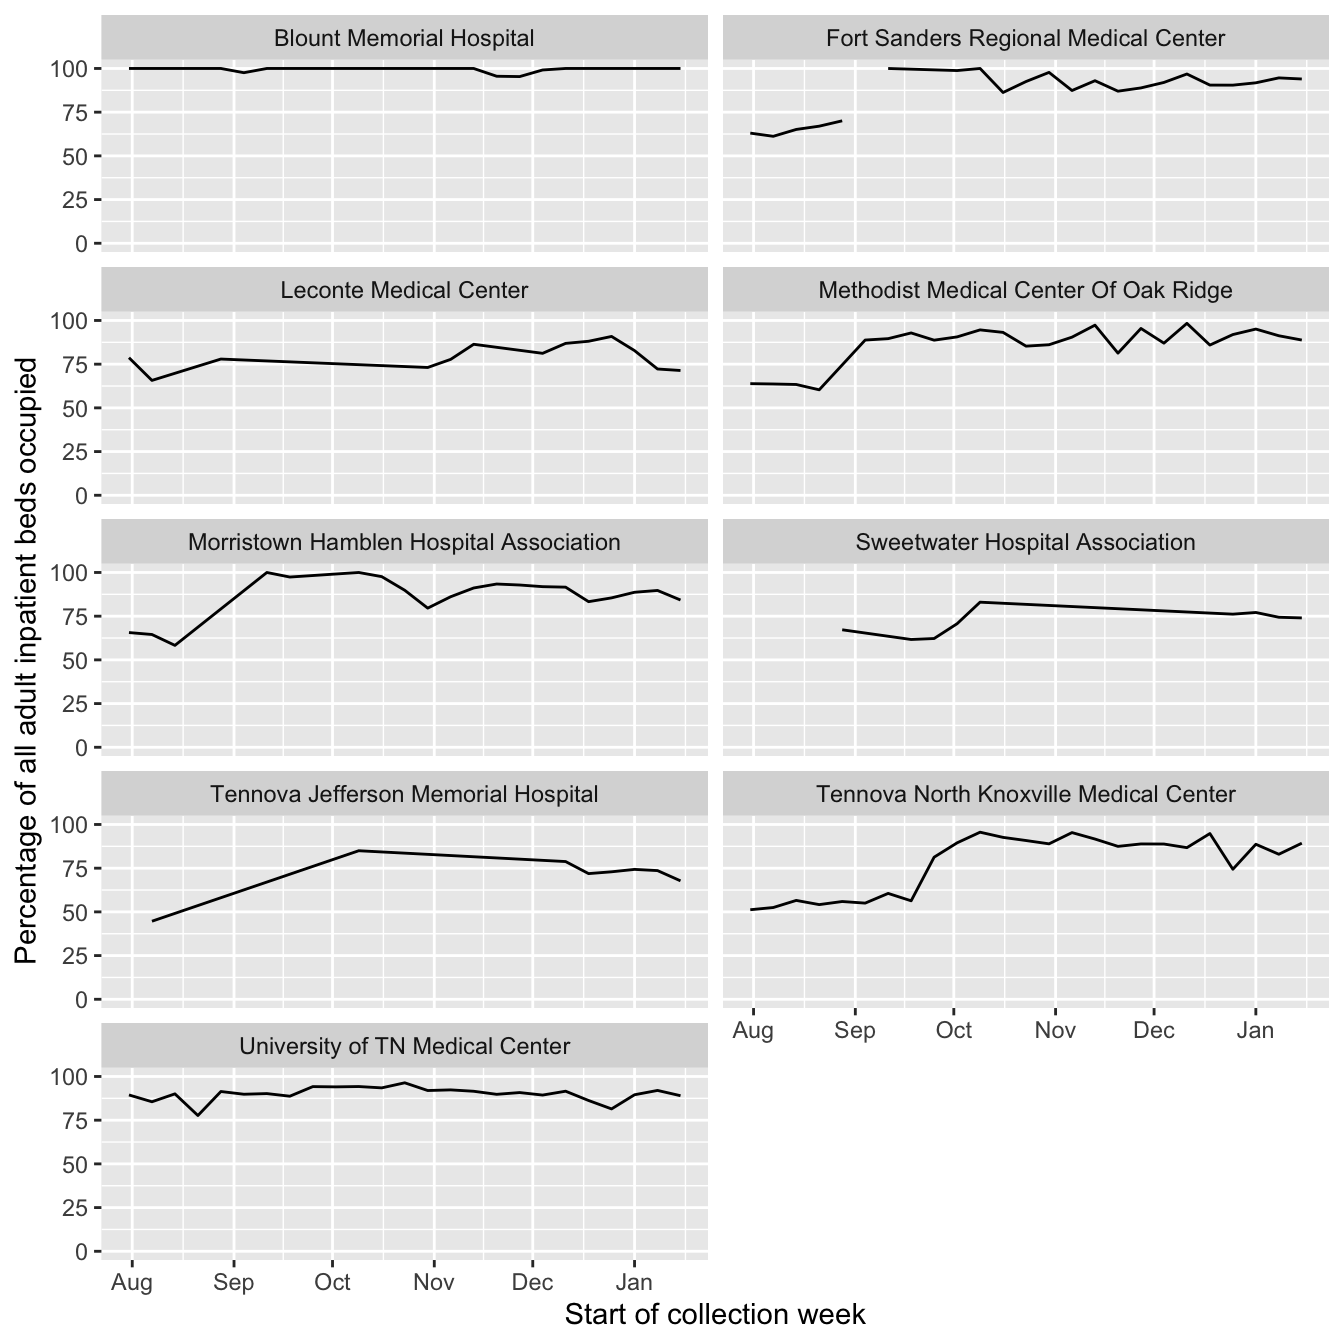 Blount Memorial Hospital
Fort Sanders Regional Medical Center
100
75
50
25
0
Leconte Medical Center
Methodist Medical Center Of Oak Ridge
100
75
50
25
0
Morristown Hamblen Hospital Association
Sweetwater Hospital Association
100
75
50
25
0
Tennova Jefferson Memorial Hospital
Tennova North Knoxville Medical Center
100
75
50
25
0
Aug Sep Oct Nov Dec Jan
University of TN Medical Center
100
75
50
25
0
Aug Sep Oct Nov Dec Jan
Start of collection week
Percentage of all adult inpatient beds occupied